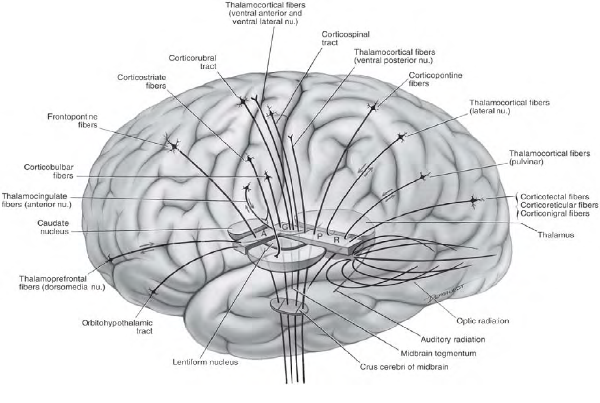 Thalamocortical fibers
(ventral anterior and
ventral lateral nu.)
Corticospinal
tract
Corticorubral
tract
Thalamocortical fibers
(ventral posterior nu.)
Corticostriate
fibers
Corticopontine
fibers
Frontopontine
fibers
Thalamocortical fibers
(lateral nu.)
Corticobulbar
fibers
Thalamocortical fibers
(pulvinar)
Thalamocingulate
fibers (anterior nu.)
Corticotectal fibers
Corticoreticular fibers
Corticonigral fibers
Caudate
nucleus
Thalamus
A
G
P
R
Thalamoprefrontal
fibers (dorsomedia nu.)
Orbitohypothalamic
tract
Optic radiation
Auditory radiation
Midbrain tegmentum
Lentiform nucleus
Crus cerebri of midbrain